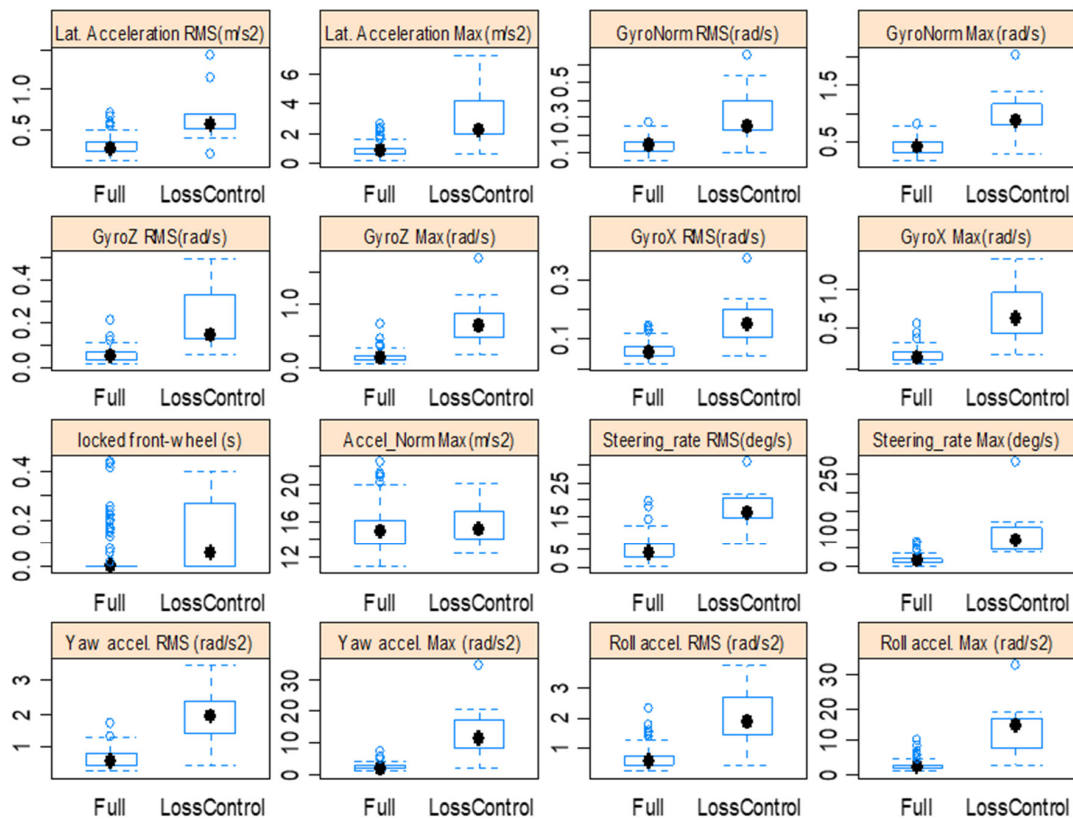 Lat. Acceleration RMS(m/s2)
1.0
0.5
Full LossControl
Lat. Acceleration Max(m/s2)
6
4
2
0
Full LossControl
GyroNorm RMS(rad/s)
0.5
0.3
0.1
Full LossControl
GyroNorm Max(rad/s)
1.5
0.5
Full LossControl
GyroZ RMS(rad/s)
0.4
0.2
0.0
Full LossControl
GyroZ Max(rad/s)
1.0
0.0
Full LossControl
GyroX RMS(rad/s)
0.3
0.1
Full LossControl
GyroX Max(rad/s)
1.0
0.5
Full LossControl
locked front-wheel (s)
0.4
0.2
0.0
Full LossControl
Accel_Norm Max(m/s2)
20
16
12
Full LossControl
Steering_rate RMS(deg/s)
25
15
5
0
Full LossControl
Steering_rate Max(deg/s)
250
100
0
Full LossControl
Yaw accel. RMS (rad/s2)
3
2
1
Full LossControl
Yaw accel. Max (rad/s2)
30
20
10
0
Full LossControl
Roll accel. RMS (rad/s2)
3
2
1
Full LossControl
Roll accel. Max (rad/s2)
30
20
10
0
Full LossControl